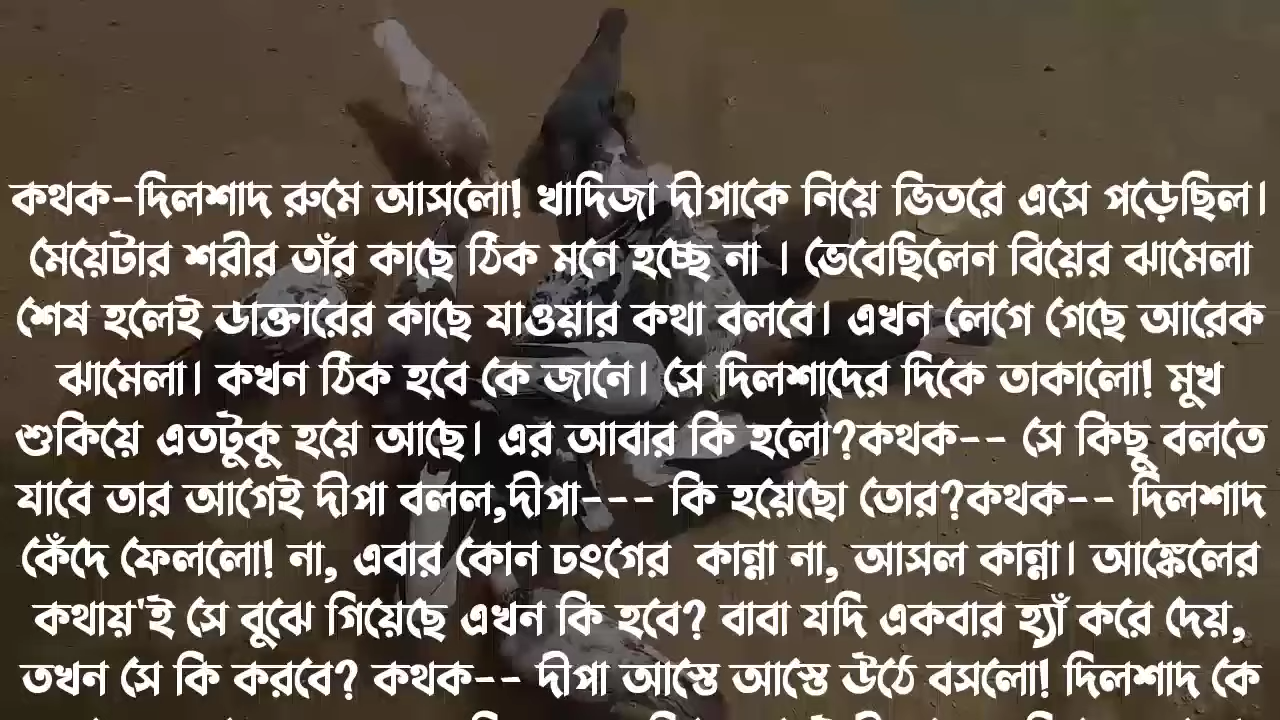 কথক-দিলশাদ রুমে আসলো! খাদিজা দীপাকে নিয়ে ভিতরে এসে পড়েছিল।
মেয়েটার শরীর তাঁর কাছে ঠিক মনে হচ্ছে না । ভেবেছিলেন বিয়ের ঝামেলা
শেষ হলেই ডাক্তারের কাছে যাওয়ার কথা বলবে। এখন লেগে গেছে আরেক
ঝামেলা। কখন ঠিক হবে কে জানে। সে দিলশাদের দিকে তাকালো! মুখ
শুকিয়ে এতটুকু হয়ে আছে। এর আবার কি হলো?কথক-- সে কিছু বলতে
যাবে তার আগেই দীপা বলল,দীপা--- কি হয়েছো তোর?কথক-- দিলশাদ
কেঁদে ফেললো! না, এবার কোন ঢংগের কান্না না, আসল কান্না। আঙ্কেলের
কথায়'ই সে বুঝে গিয়েছে এখন কি হবে? বাবা যদি একবার হ্যাঁ করে দেয়,
তখন সে কি করবে? কথক-- দীপা আস্তে আস্তে উঠে বসলো! দিলশাদ কে